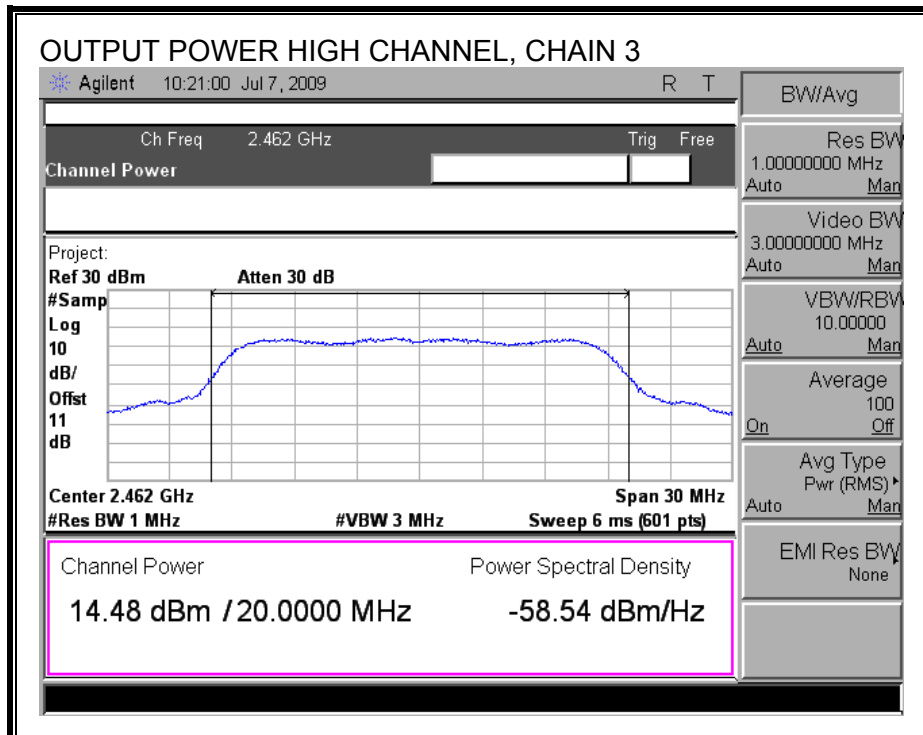 OUTPUT POWER HIGH CHANNEL, CHAIN 3
Agilent 10:21:00 Jul 7, 2009 R T
Ch Freq 2.462 GHz Trig Free
Channel Power
Project:
Ref 30 dBm Atten 30 dB
#Samp
Log
10
dB/
Offst
11
dB
Center 2.462 GHz Span 30 MHz
#Res BW 1 MHz #VBW 3 MHz Sweep 6 ms (601 pts)
Channel Power Power Spectral Density
14.48 dBm / 20.0000 MHz -58.54 dBm/Hz
BW/Avg
Res BW
1.00000000 MHz
Auto Man
Video BW
3.00000000 MHz
Auto Man
VBW/RBW
10.00000
Auto Man
Average
100
On Off
Avg Type
Pwr (RMS)
Auto Man
EMI Res BW
None